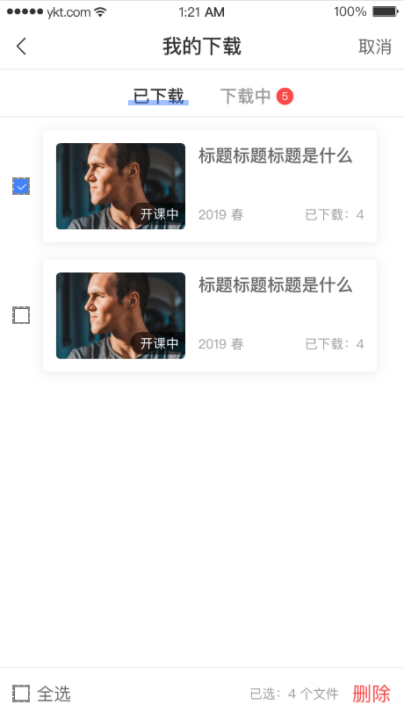 ykt.com 1:21 AM 100%
我的下载 取消
已下载 下载中 5
标题标题标题是什么
开课中
2019 春 已下载：4
标题标题标题是什么
开课中
2019 春 已下载：4
全选 已选：4 个文件 删除